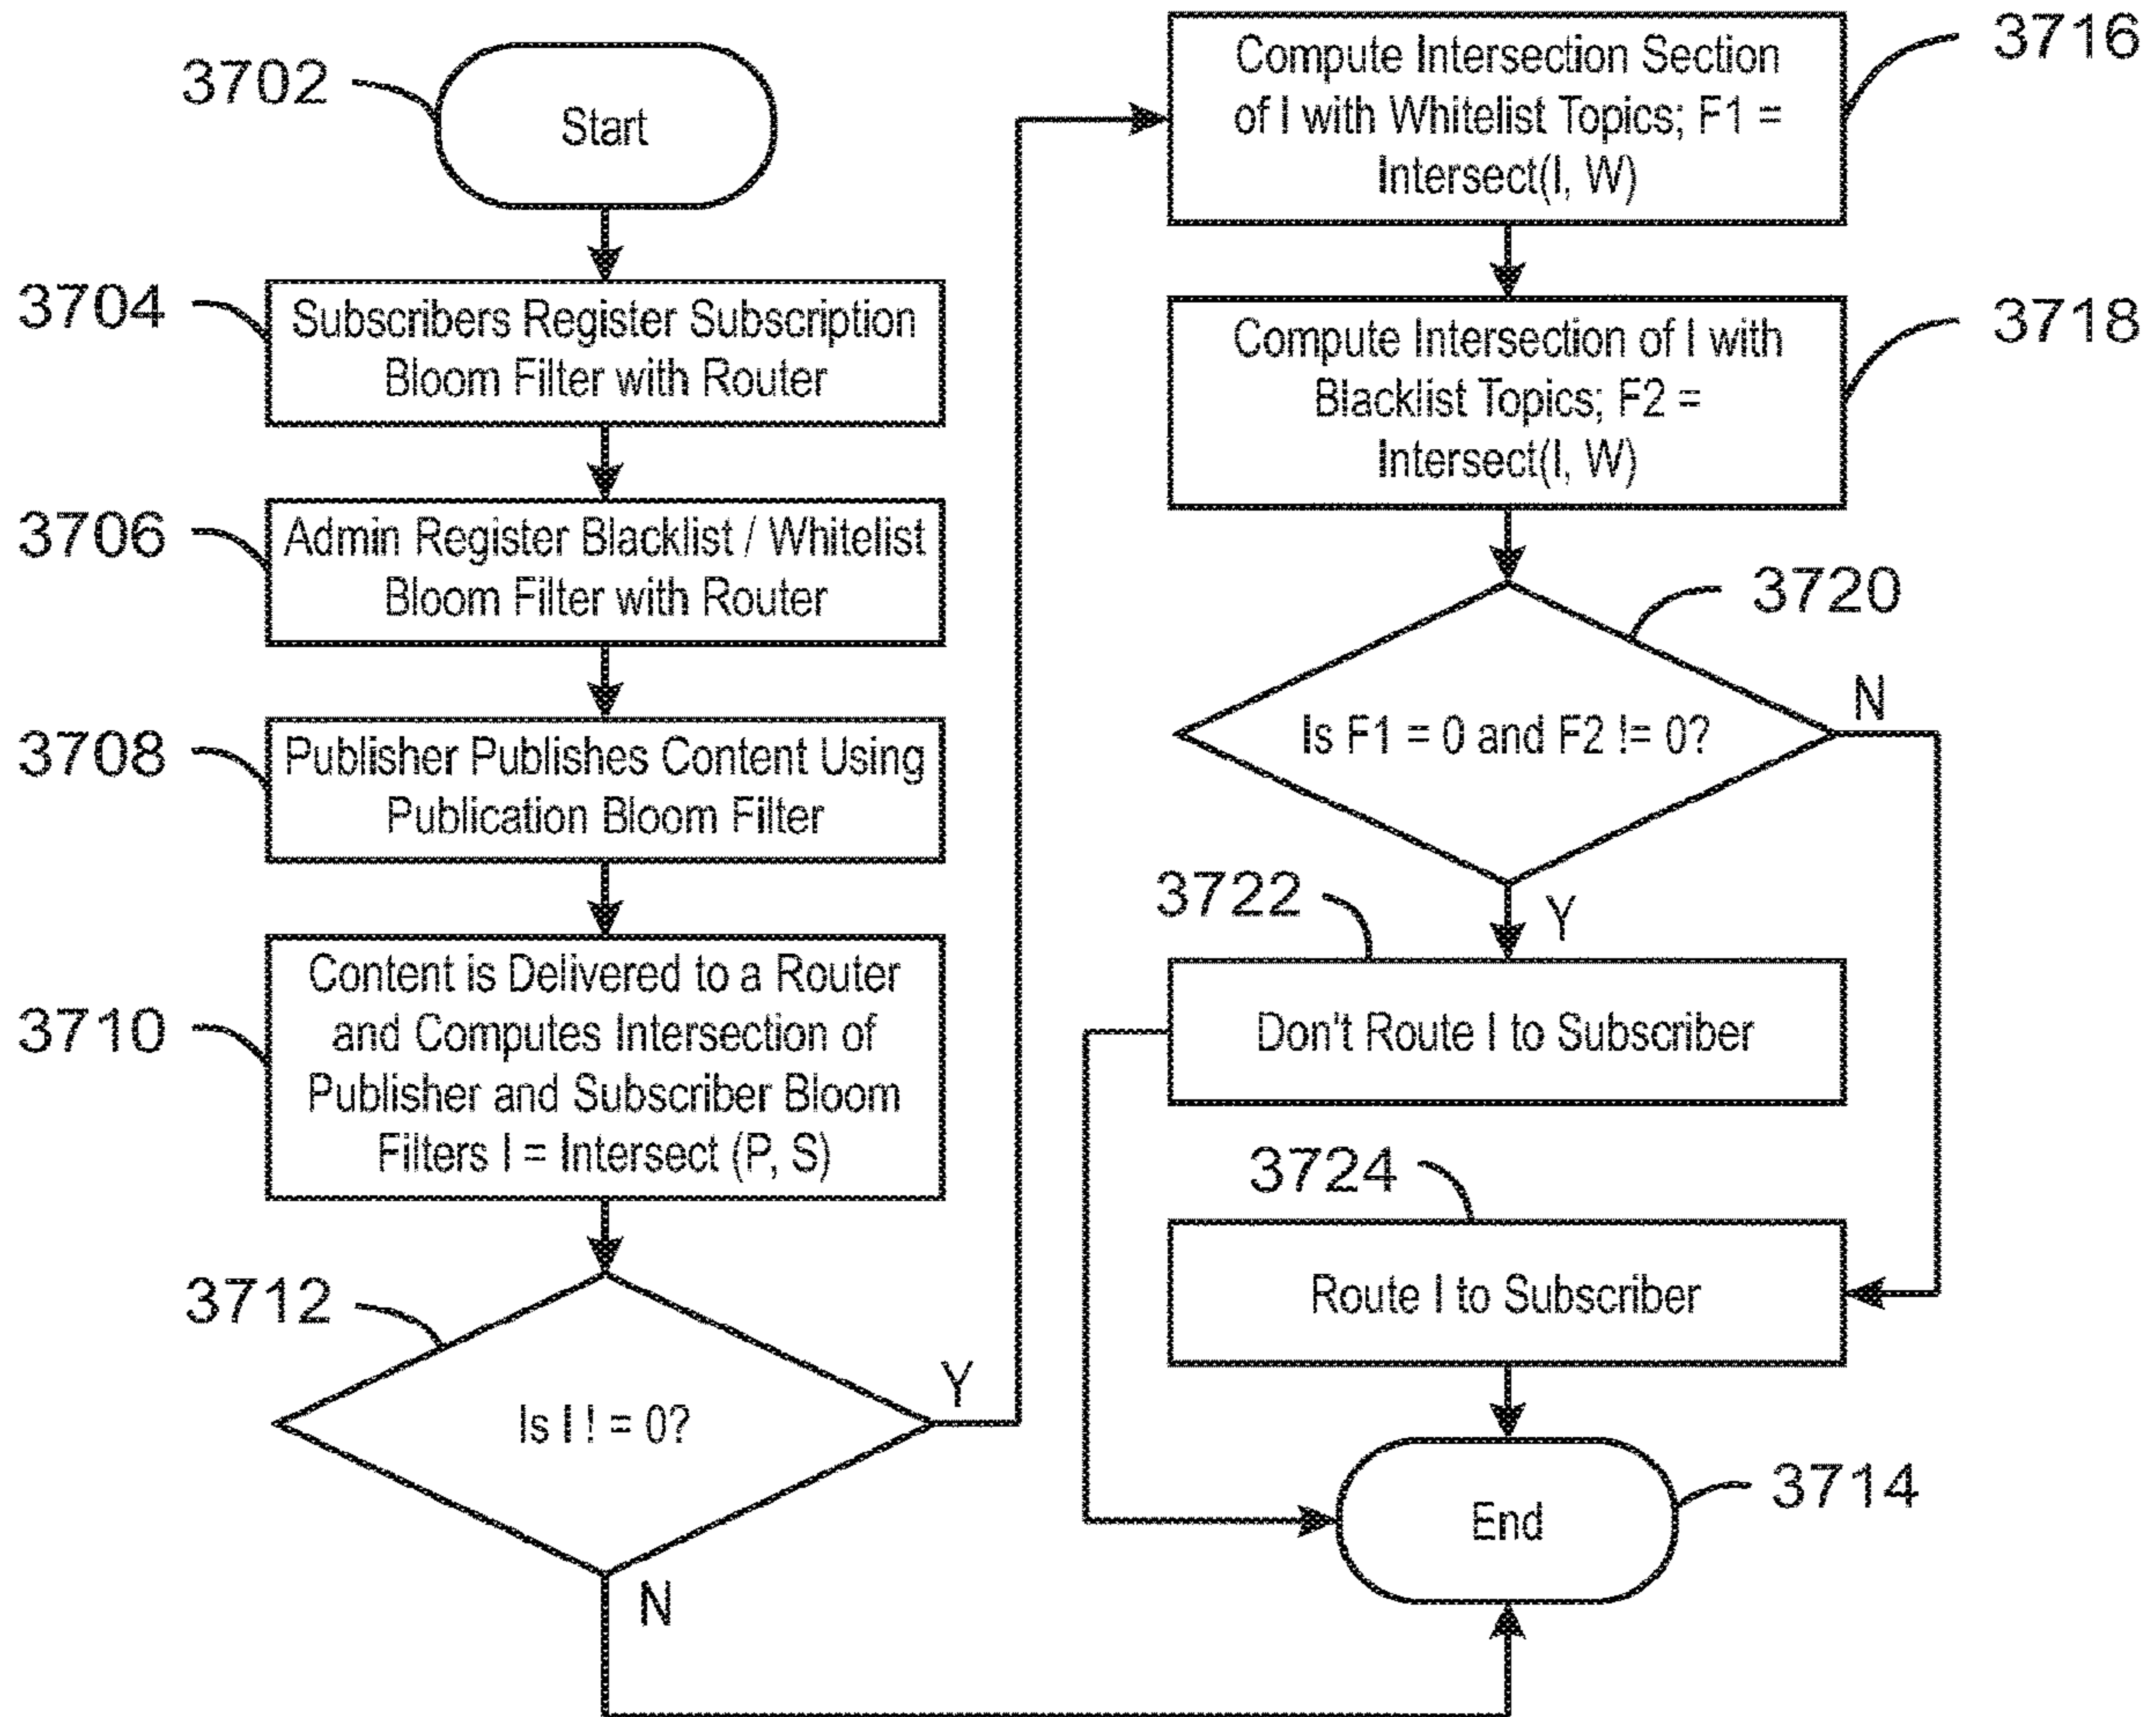 3702
Start
3704
Subscribers Register Subscription
Bloom Filter with Router
3706
Admin Register Blacklist / Whitelist
Bloom Filter with Router
3708
Publisher Publishes Content Using
Publication Bloom Filter
3710
Content is Delivered to a Router
and Computes Intersection of
Publisher and Subscriber Bloom
Filters I = Intersect (P, S)
3712
Is I ! = 0?
Y
N
3716
Compute Intersection Section
of I with Whitelist Topics; F1 =
Intersect(I, W)
3718
Compute Intersection of I with
Blacklist Topics; F2 =
Intersect(I, W)
3720
Is F1 = 0 and F2 != 0?
N
Y
3722
Don't Route I to Subscriber
3724
Route I to Subscriber
3714
End